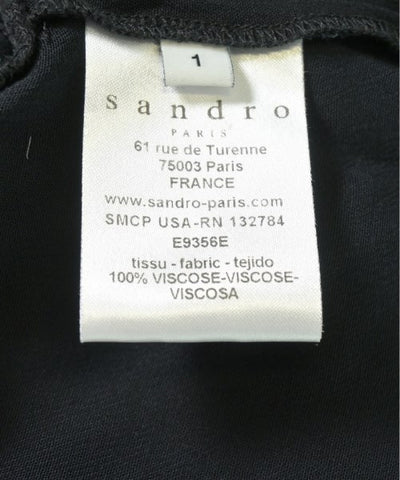 1
sandro
PARIS
61 rue de Turenne
75003 Paris
FRANCE
www.sandro-paris.com
SMCP USA-RN 132784
E9356E
tissu - fabric - tejido
100% VISCOSE-VISCOSE-
VISCOSA